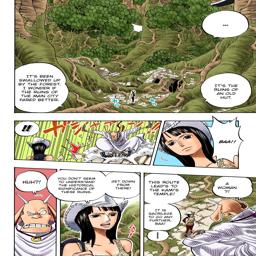 ...
IT'S THE
RUINS OF
AN OLD
HUT.
IT'S BEEN
SWALLOWED UP
BY THE FOREST.
I WONDER IF
THE RUINS OF
THE MAIN CITY
FARED BETTER.
!!
BAA!!
A
WOMAN
?!
THIS ROUTE
LEADS TO
THE KAMI'S
TEMPLE!
IT IS
SACRILEGE
TO GO ANY
FURTHER!
GET DOWN
FROM
THERE!
YOU DON'T SEEM
TO UNDERSTAND
THE HISTORICAL
SIGNIFICANCE OF
THESE RUINS.
HUH?!